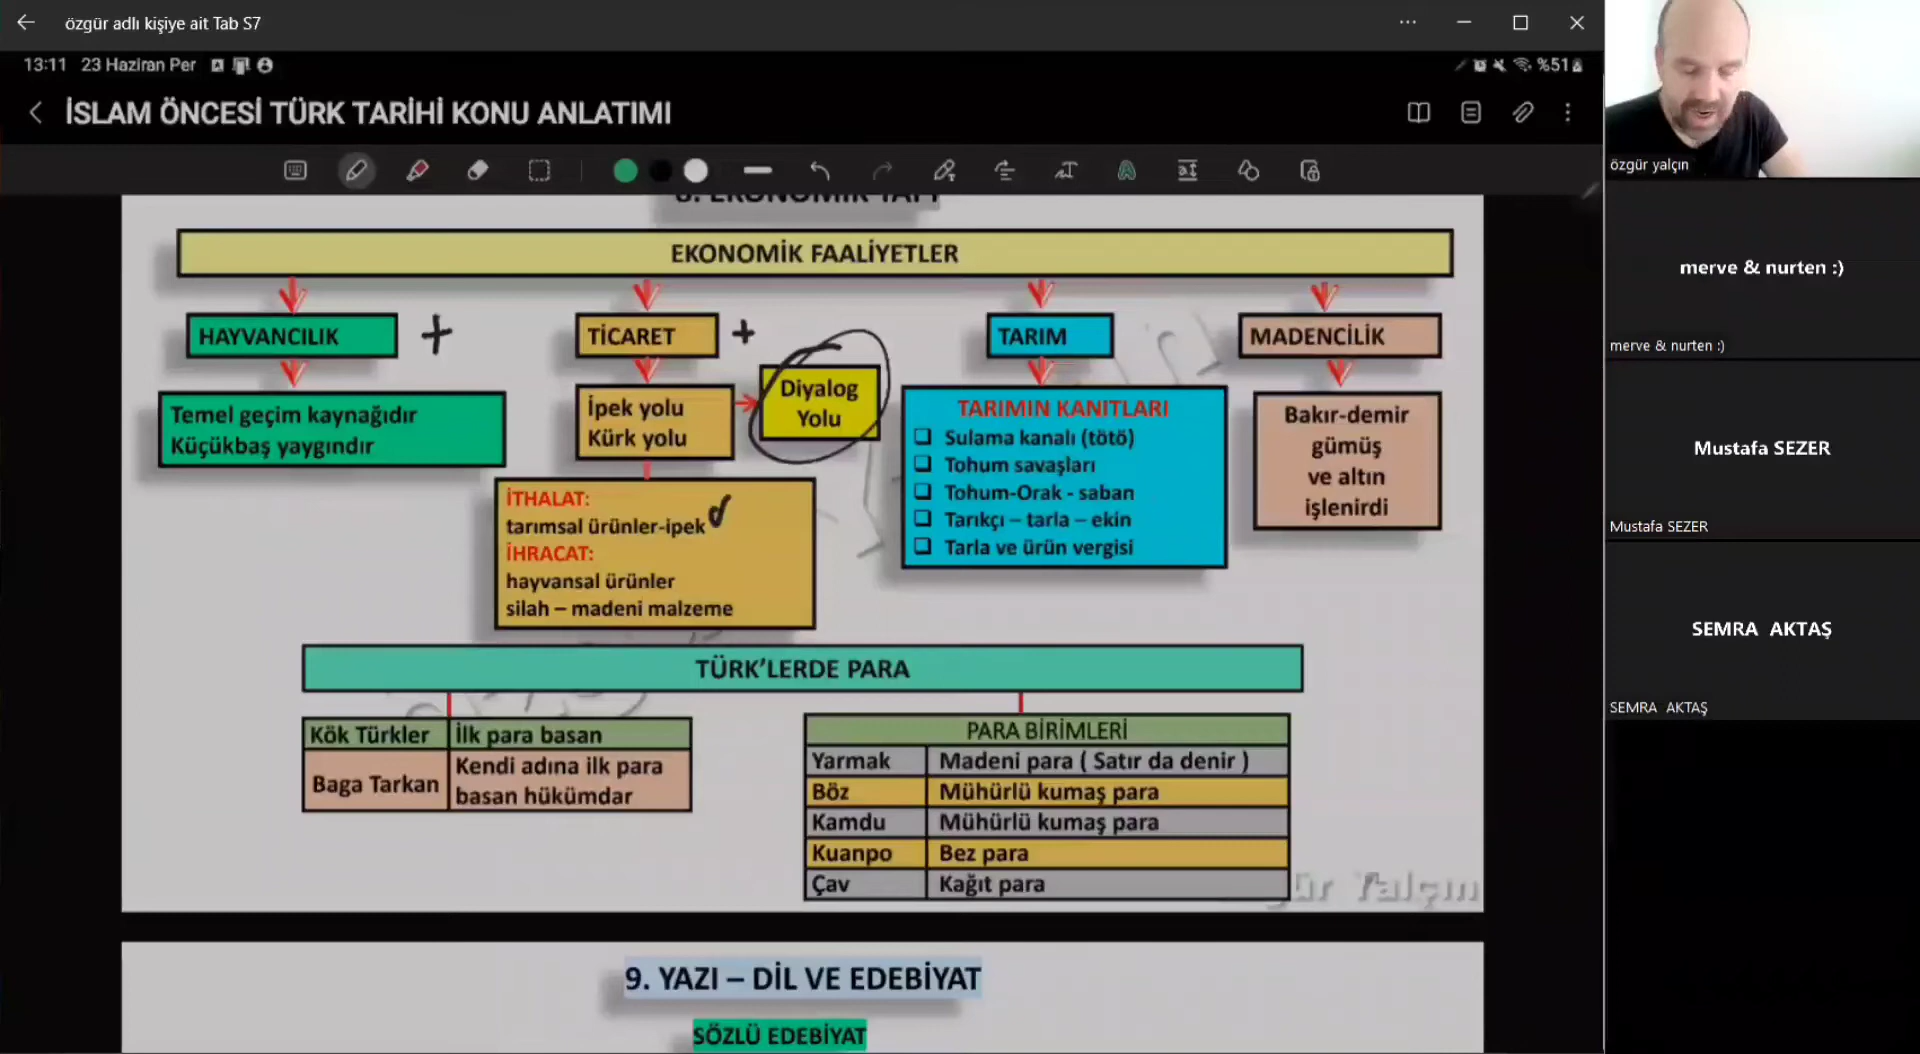 özgür adlı kişiye ait Tab S7
13:11 23 Haziran Per
%51
İSLAM ÖNCESİ TÜRK TARİHİ KONU ANLATIMI
8. EKONOMİK YAPI
EKONOMİK FAALİYETLER
HAYVANCILIK
+
TİCARET
+
TARIM
MADENCİLİK
Temel geçim kaynağıdır
Küçükbaş yaygındır
İpek yolu
Kürk yolu
Diyalog
Yolu
TARIMIN KANITLARI
Sulama kanalı (tötö)
Tohum savaşları
Tohum-Orak - saban
Tarıkçı – tarla – ekin
Tarla ve ürün vergisi
Bakır-demir
gümüş
ve altın
işlenirdi
İTHALAT:
tarımsal ürünler-ipek
İHRACAT:
hayvansal ürünler
silah – madeni malzeme
TÜRK’LERDE PARA
Kök Türkler İlk para basan
Baga Tarkan Kendi adına ilk para
basan hükümdar
PARA BİRİMLERİ
Yarmak Madeni para ( Satır da denir )
Böz Mühürlü kumaş para
Kamdu Mühürlü kumaş para
Kuanpo Bez para
Çav Kağıt para
ür Yalçın
9. YAZI – DİL VE EDEBİYAT
SÖZLÜ EDEBİYAT
özgür yalçın
merve & nurten :)
merve & nurten :)
Mustafa SEZER
Mustafa SEZER
SEMRA AKTAŞ
SEMRA AKTAŞ